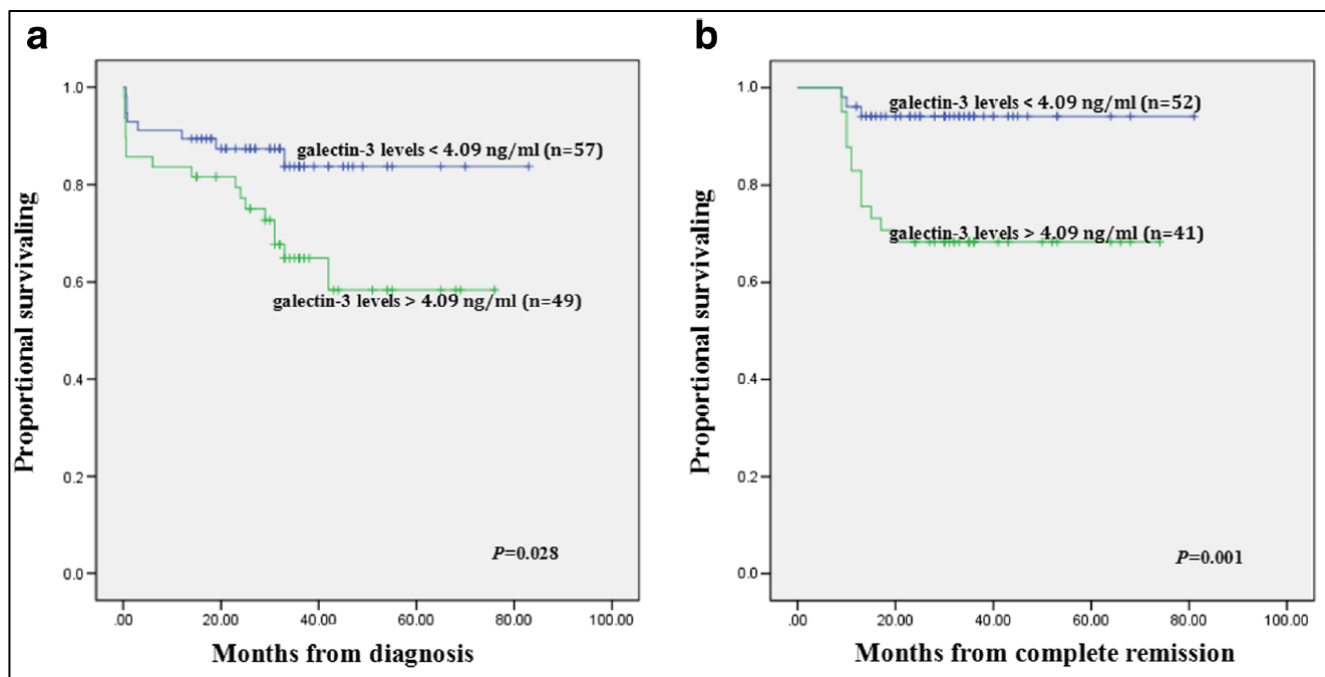 a
Proportional survivaling
1.0
0.8
0.6
0.4
0.2
0.0
galectin-3 levels < 4.09 ng/ml (n=57)
galectin-3 levels > 4.09 ng/ml (n=49)
P=0.028
.00 20.00 40.00 60.00 80.00 100.00
Months from diagnosis
b
Proportional survivaling
1.0
0.8
0.6
0.4
0.2
0.0
galectin-3 levels < 4.09 ng/ml (n=52)
galectin-3 levels > 4.09 ng/ml (n=41)
P=0.001
.00 20.00 40.00 60.00 80.00 100.00
Months from complete remission